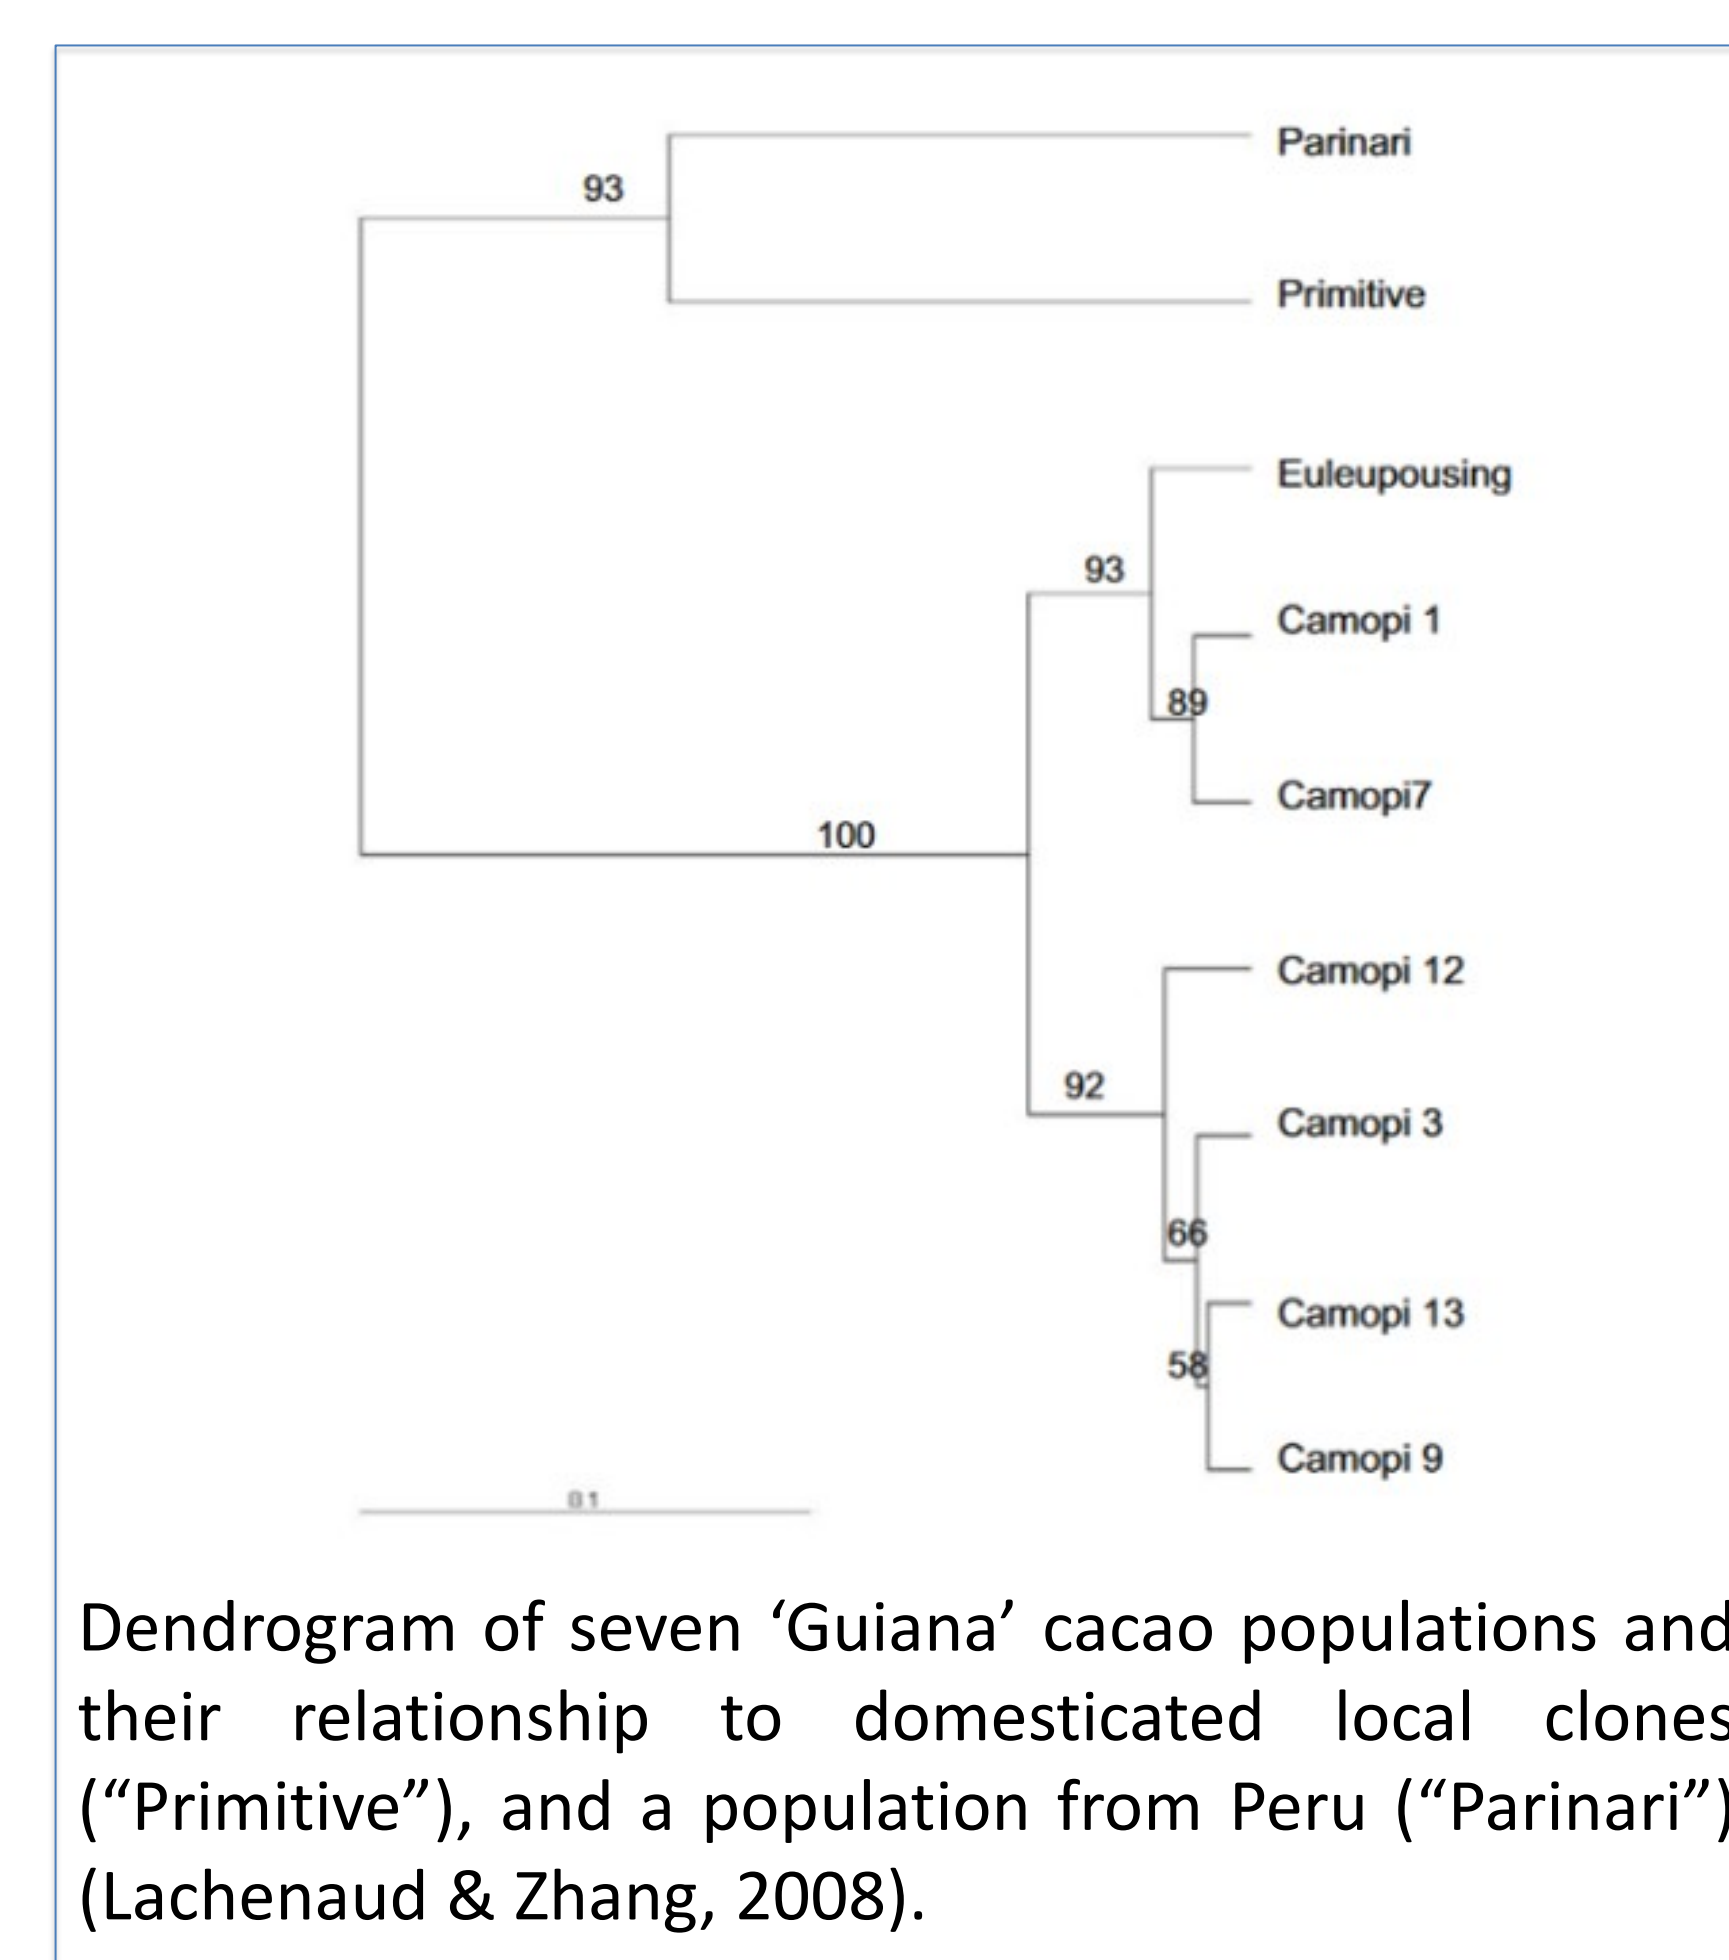 Parinari
93
Primitive
Euleupousing
93
Camopi 1
89
Camopi7
100
Camopi 12
92
Camopi 3
66
Camopi 13
58
Camopi 9
0.1
Dendrogram of seven ‘Guiana’ cacao populations and
their relationship to domesticated local clones
(“Primitive”), and a population from Peru (“Parinari”)
(Lachenaud & Zhang, 2008).